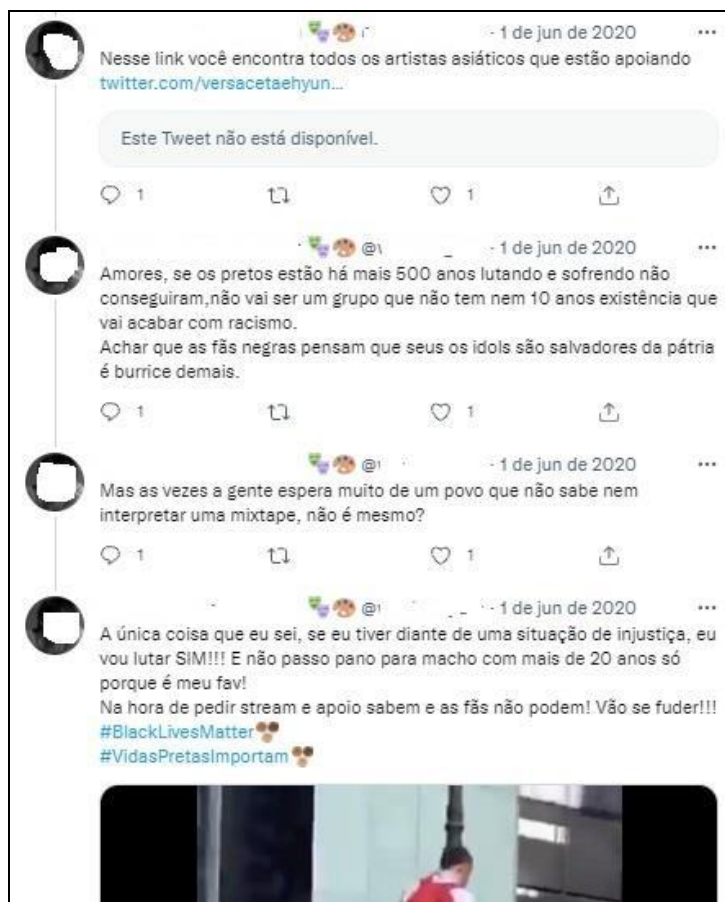 - 1 de jun de 2020 ...
Nesse link você encontra todos os artistas asiáticos que estão apoiando
twitter.com/versacetaehyun...
Este Tweet não está disponível.
1 1
@ - 1 de jun de 2020 ...
Amores, se os pretos estão há mais 500 anos lutando e sofrendo não
conseguiram,não vai ser um grupo que não tem nem 10 anos existência que
vai acabar com racismo.
Achar que as fãs negras pensam que seus os idols são salvadores da pátria
é burrice demais.
1 1
@ - 1 de jun de 2020 ...
Mas as vezes a gente espera muito de um povo que não sabe nem
interpretar uma mixtape, não é mesmo?
1 1
@ - 1 de jun de 2020 ...
A única coisa que eu sei, se eu tiver diante de uma situação de injustiça, eu
vou lutar SIM!!! E não passo pano para macho com mais de 20 anos só
porque é meu fav!
Na hora de pedir stream e apoio sabem e as fãs não podem! Vão se fuder!!!
#BlackLivesMatter
#VidasPretasImportam